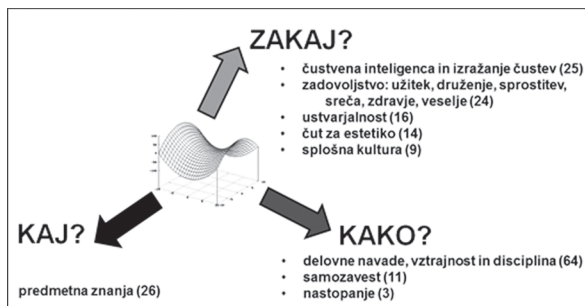 ZAKAJ?
• čustvena inteligenca in izražanje čustev (25)
• zadovoljstvo: užitek, druženje, sprostitev,
sreča, zdravje, veselje (24)
• ustvarjalnost (16)
• čut za estetiko (14)
• splošna kultura (9)
KAJ?
predmetna znanja (26)
KAKO?
• delovne navade, vztrajnost in disciplina (64)
• samozavest (11)
• nastopanje (3)